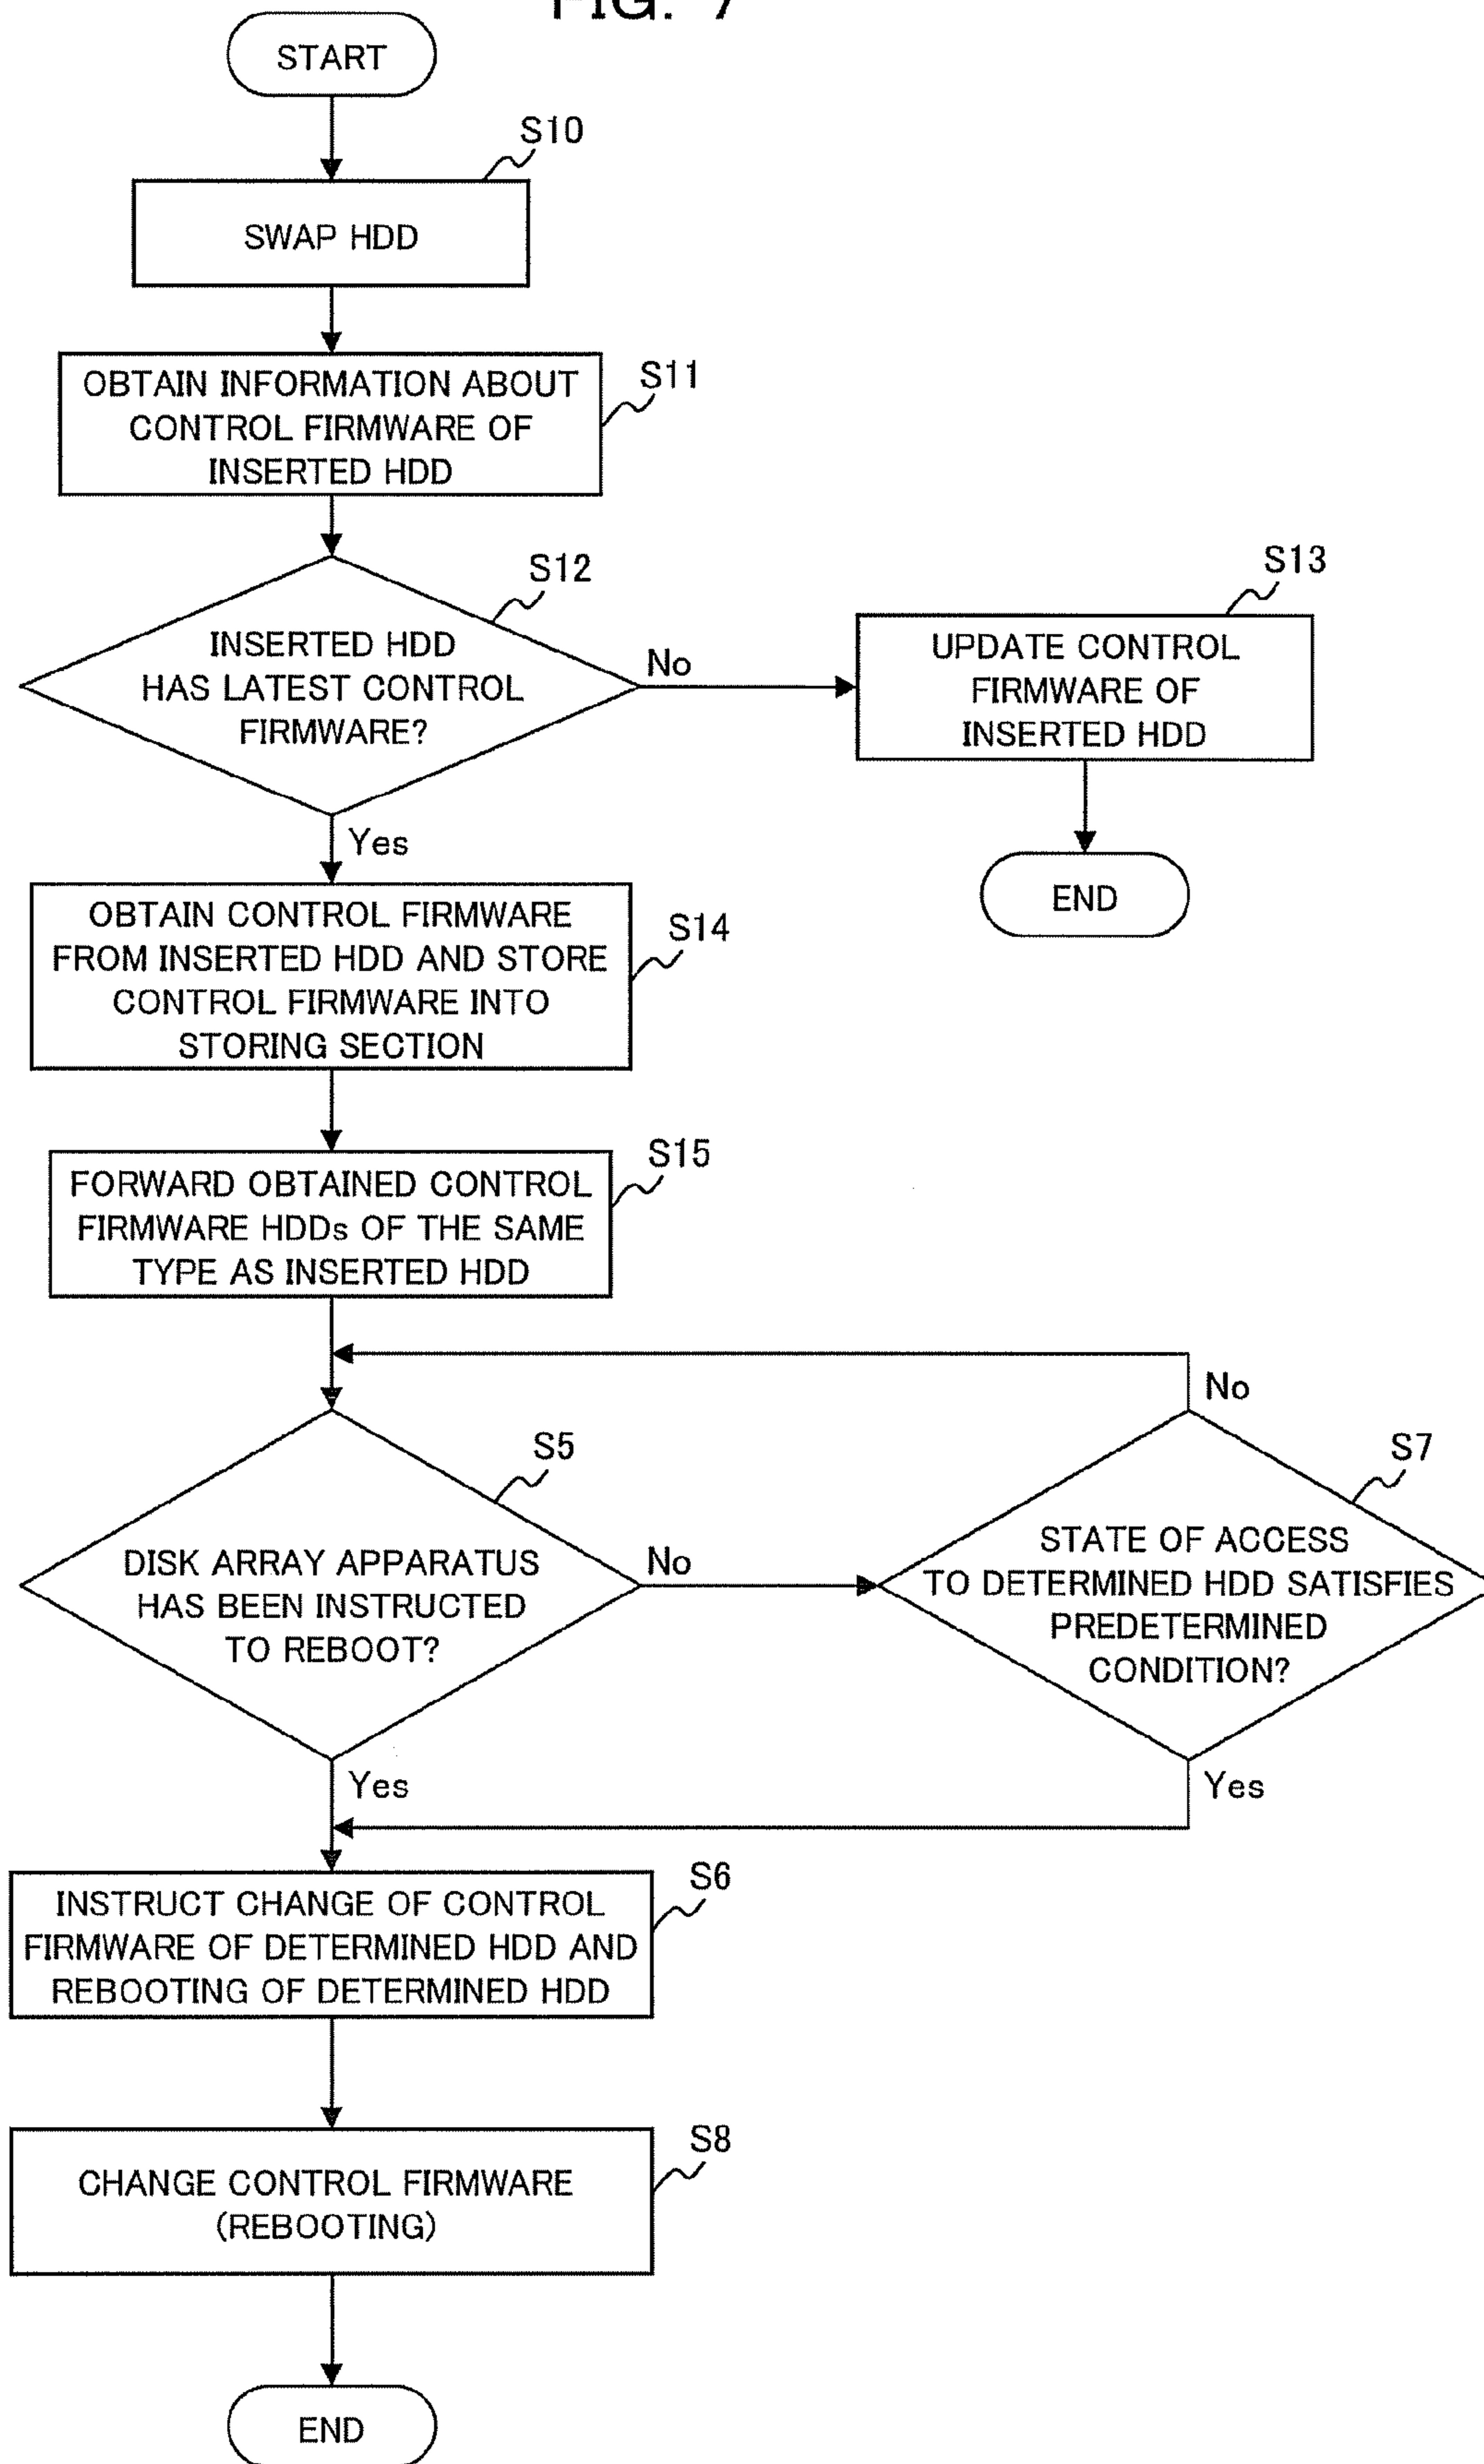 FIG. 7
START
S10
SWAP HDD
S11
OBTAIN INFORMATION ABOUT
CONTROL FIRMWARE OF
INSERTED HDD
S12
INSERTED HDD
HAS LATEST CONTROL
FIRMWARE?
No
S13
UPDATE CONTROL
FIRMWARE OF
INSERTED HDD
END
Yes
S14
OBTAIN CONTROL FIRMWARE
FROM INSERTED HDD AND STORE
CONTROL FIRMWARE INTO
STORING SECTION
S15
FORWARD OBTAINED CONTROL
FIRMWARE HDDs OF THE SAME
TYPE AS INSERTED HDD
S5
DISK ARRAY APPARATUS
HAS BEEN INSTRUCTED
TO REBOOT?
No
No
S7
STATE OF ACCESS
TO DETERMINED HDD SATISFIES
PREDETERMINED
CONDITION?
Yes
Yes
S6
INSTRUCT CHANGE OF CONTROL
FIRMWARE OF DETERMINED HDD AND
REBOOTING OF DETERMINED HDD
S8
CHANGE CONTROL FIRMWARE
(REBOOTING)
END